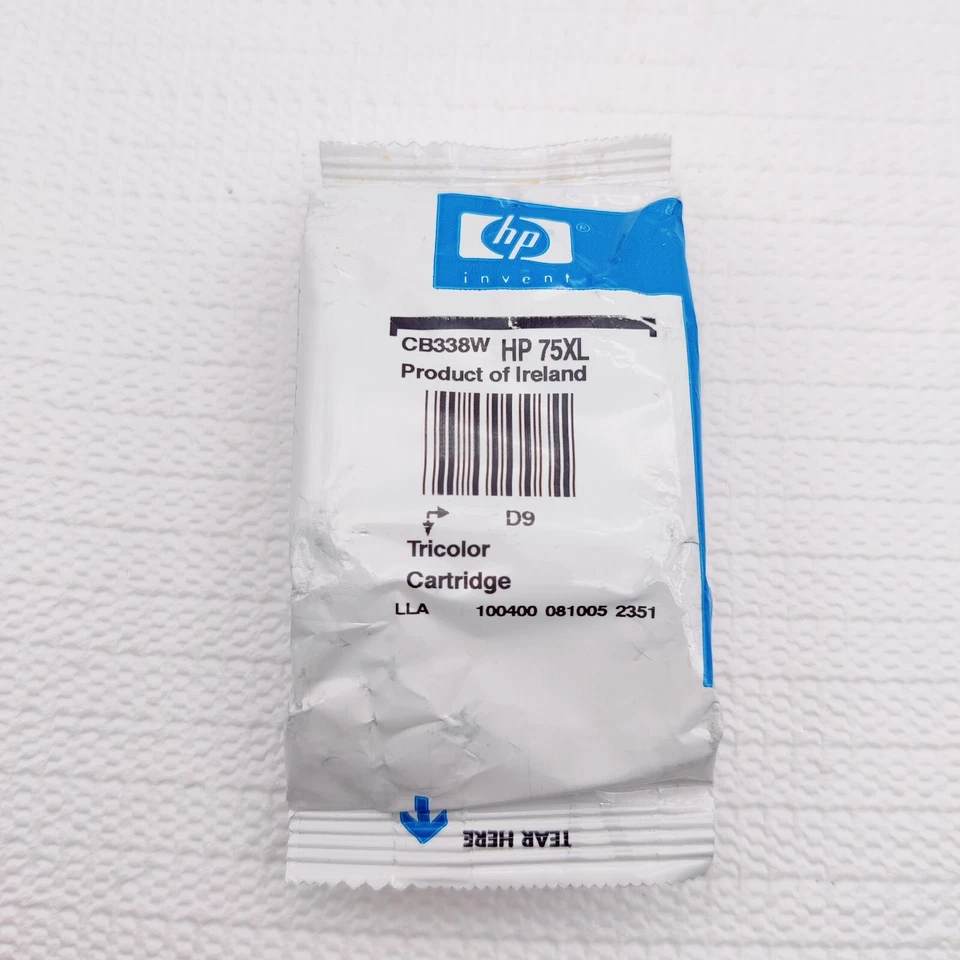 hp ®
invent
CB338W HP 75XL
Product of Ireland
D9
Tricolor
Cartridge
LLA 100400 081005 2351
TEAR HERE